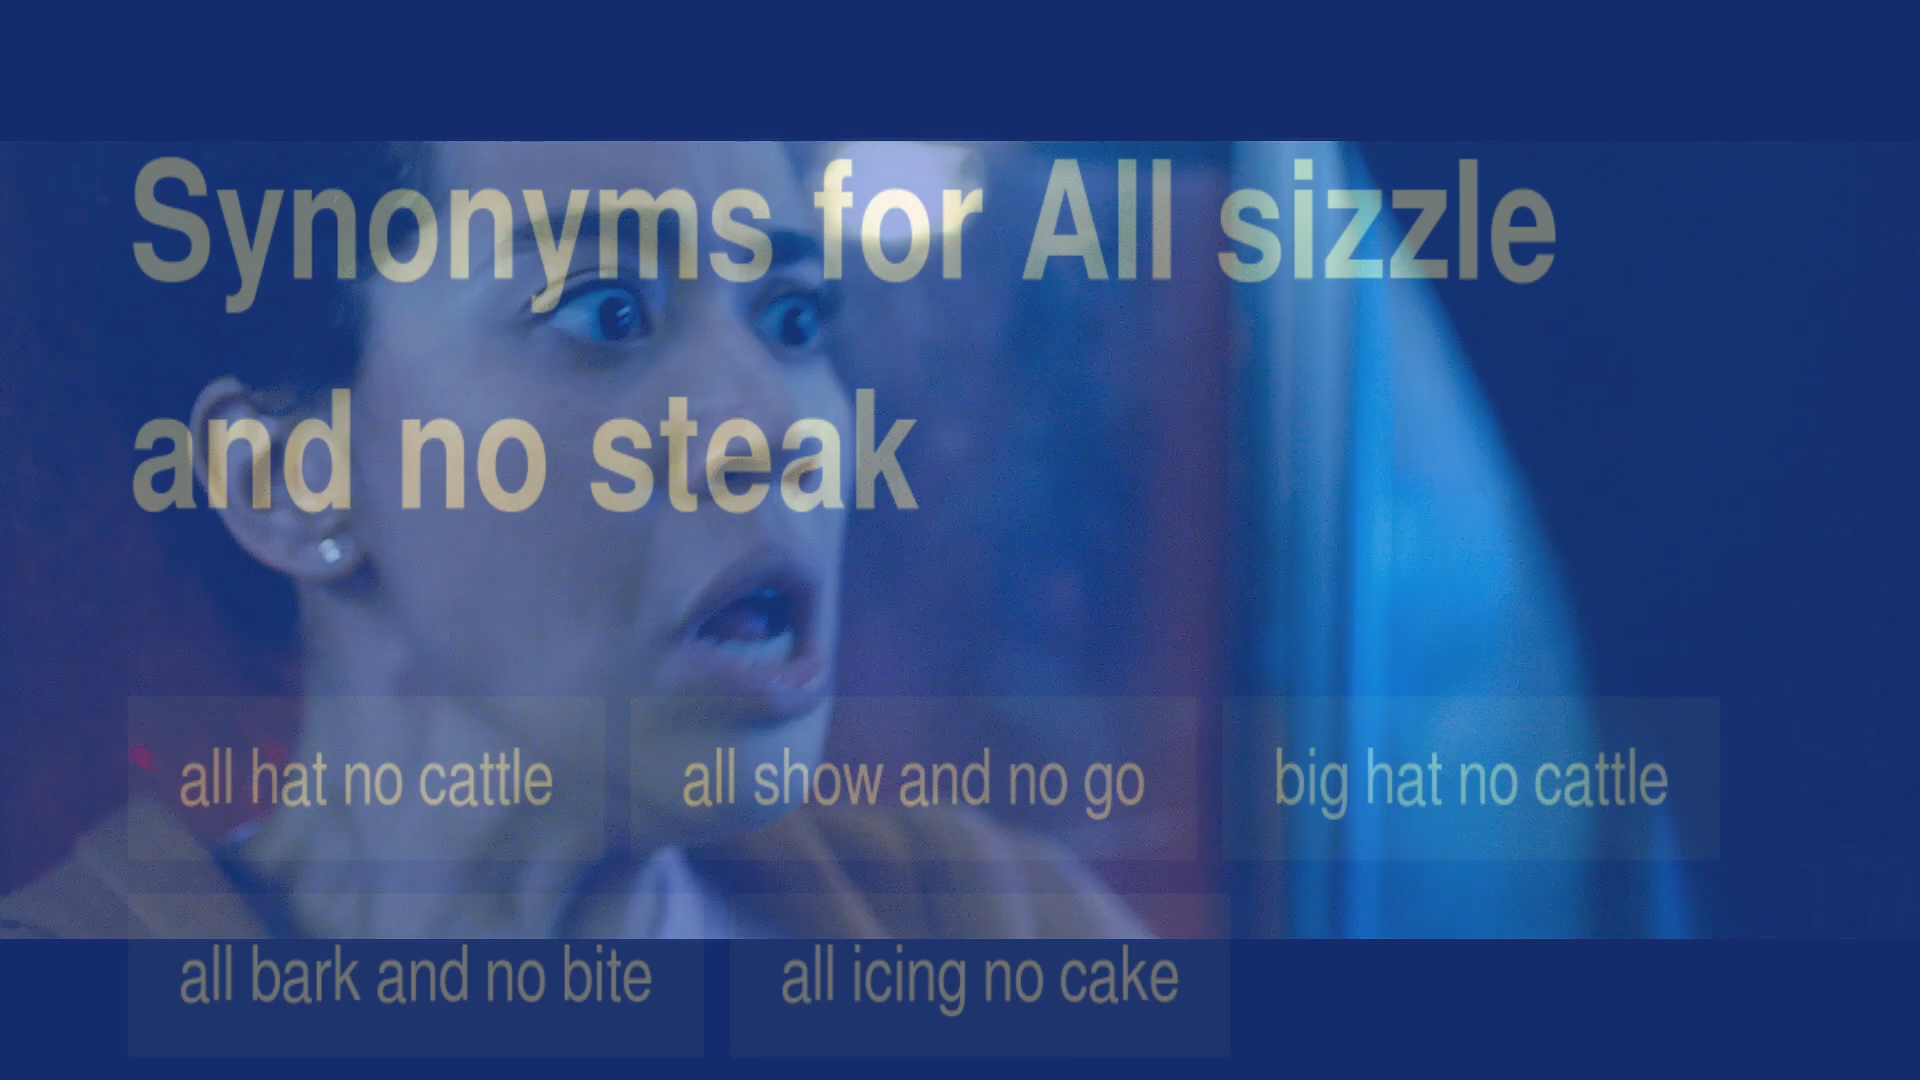 Synonyms for All sizzle
and no steak
all hat no cattle
all show and no go
big hat no cattle
all bark and no bite
all icing no cake